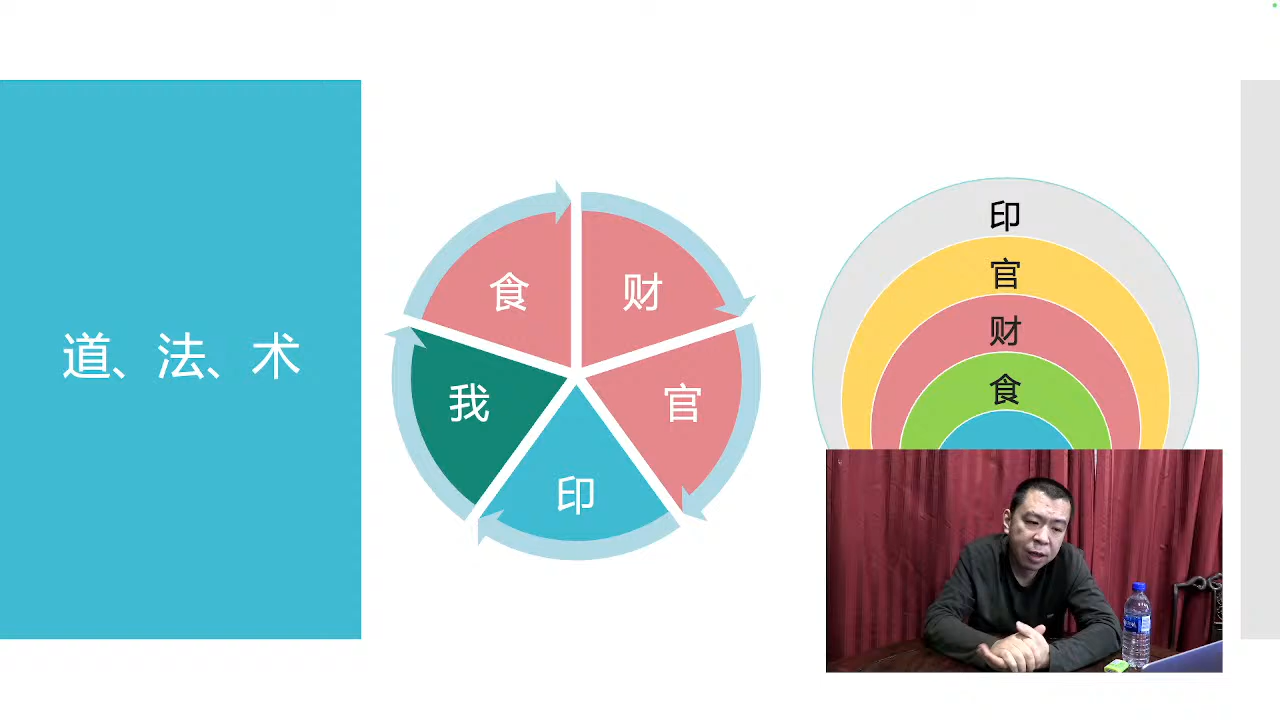 道、法、术
食
财
我
官
印
印
官
财
食